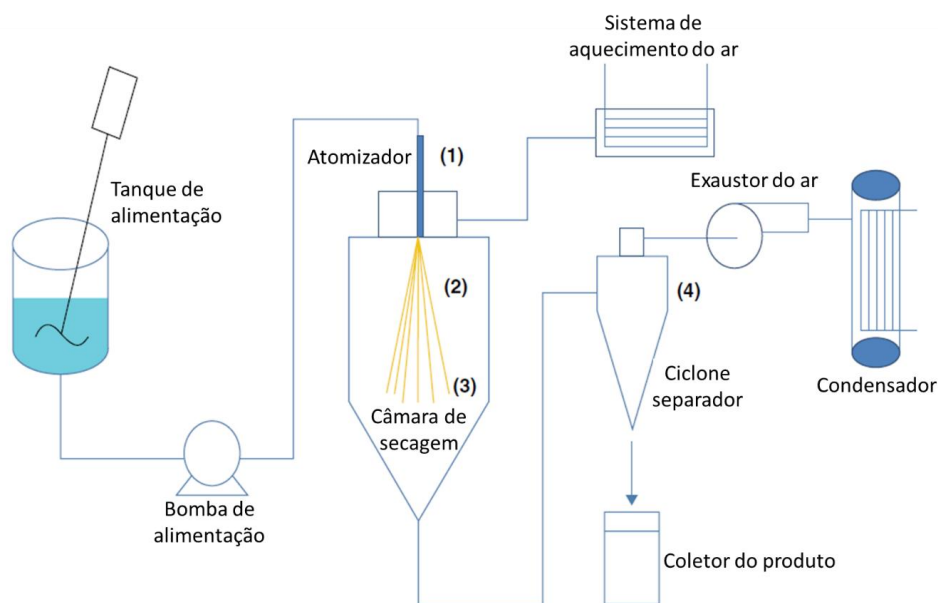 Sistema de
aquecimento do ar
Atomizador
(1)
Exaustor do ar
Tanque de
alimentação
(2)
(4)
(3)
Câmara de
secagem
Ciclone
separador
Condensador
Bomba de
alimentação
Coletor do produto